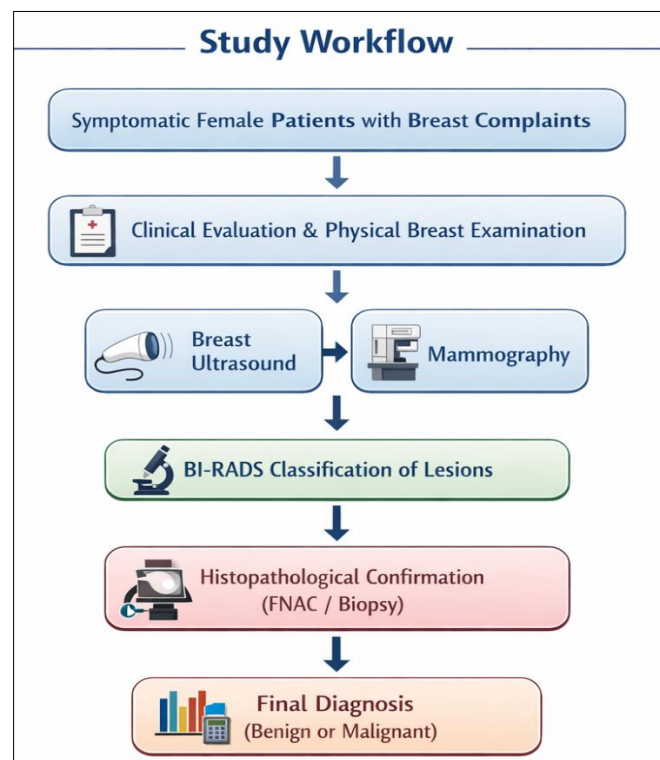 Study Workflow
Symptomatic Female Patients with Breast Complaints
Clinical Evaluation & Physical Breast Examination
Breast
Ultrasound
Mammography
BI-RADS Classification of Lesions
Histopathological Confirmation
(FNAC / Biopsy)
Final Diagnosis
(Benign or Malignant)